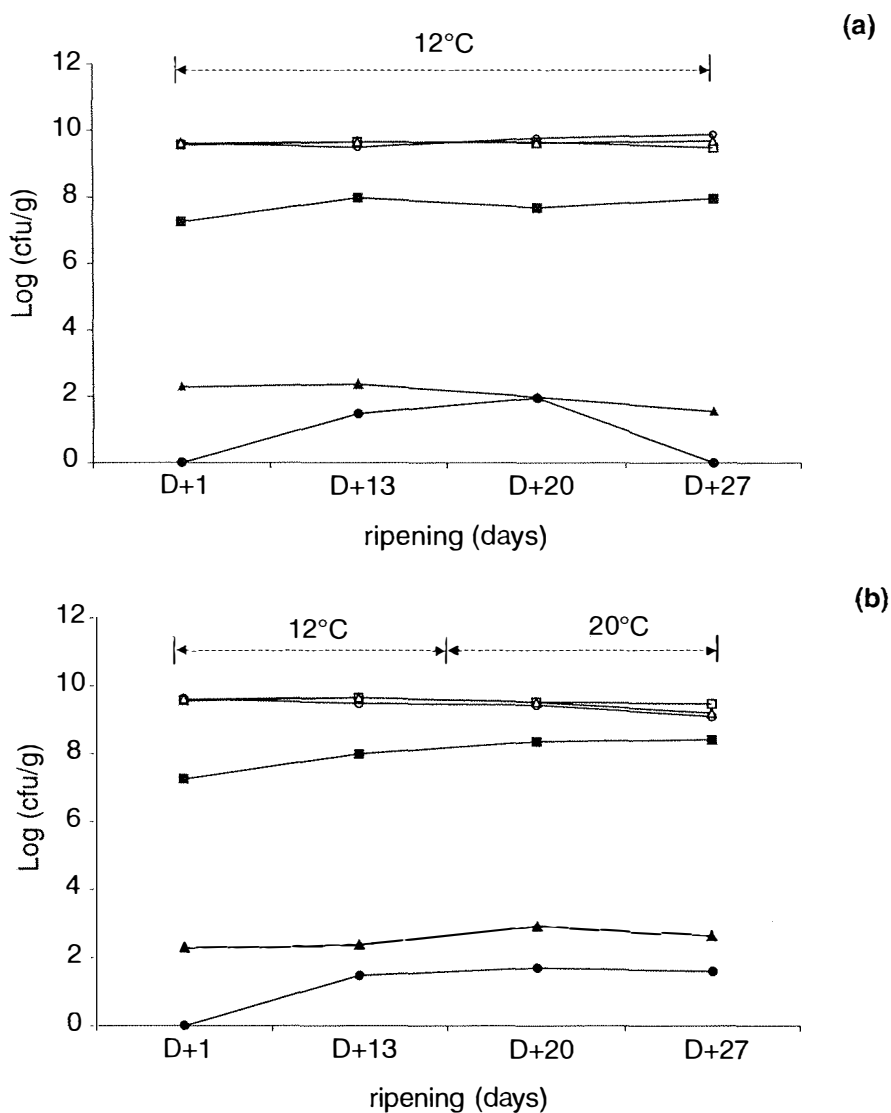 (a)
12°C
12
10
8
6
4
2
0
Log (cfu/g)
D+1 D+13 D+20 D+27
ripening (days)
(b)
12°C 20°C
12
10
8
6
4
2
0
Log (cfu/g)
D+1 D+13 D+20 D+27
ripening (days)